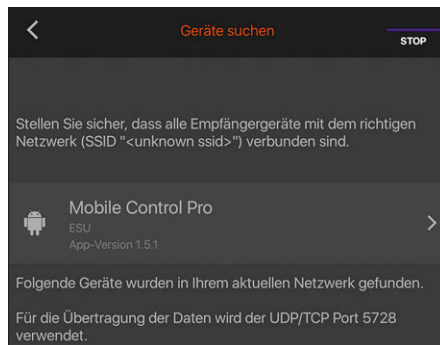 Geräte suchen
STOP
Stellen Sie sicher, dass alle Empfängergeräte mit dem richtigen
Netzwerk (SSID "<unknown ssid>") verbunden sind.
Mobile Control Pro
ESU
App-Version 1.5.1
Folgende Geräte wurden in Ihrem aktuellen Netzwerk gefunden.
Für die Übertragung der Daten wird der UDP/TCP Port 5728
verwendet.